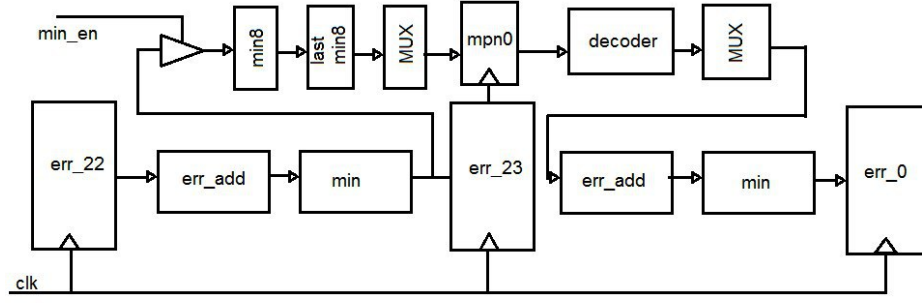 min_en
min8
last
min8
MUX
mpn0
decoder
MUX
err_22
err_add
min
err_23
err_add
min
err_0
clk